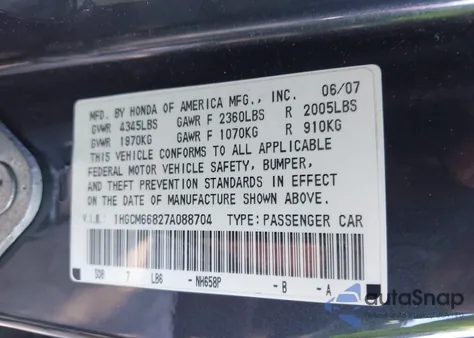 MFD. BY HONDA OF AMERICA MFG., INC. 06/07
GVWR 4345LBS GAWR F 2360LBS R 2005LBS
GVWR 1970KG GAWR F 1070KG R 910KG
THIS VEHICLE CONFORMS TO ALL APPLICABLE
FEDERAL MOTOR VEHICLE SAFETY, BUMPER,
AND THEFT PREVENTION STANDARDS IN EFFECT
ON THE DATE OF MANUFACTURE SHOWN ABOVE.
V.I.N: 1HGCM66827A088704 TYPE: PASSENGER CAR
SDB 7 LB6 -NH658P -B -A
autoSnap